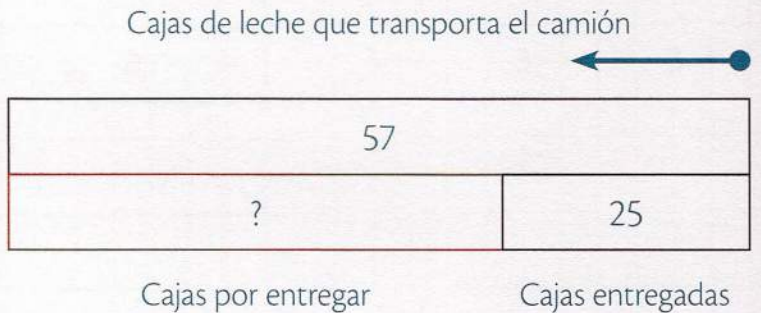 Cajas de leche que transporta el camión
57
? 25
Cajas por entregar Cajas entregadas